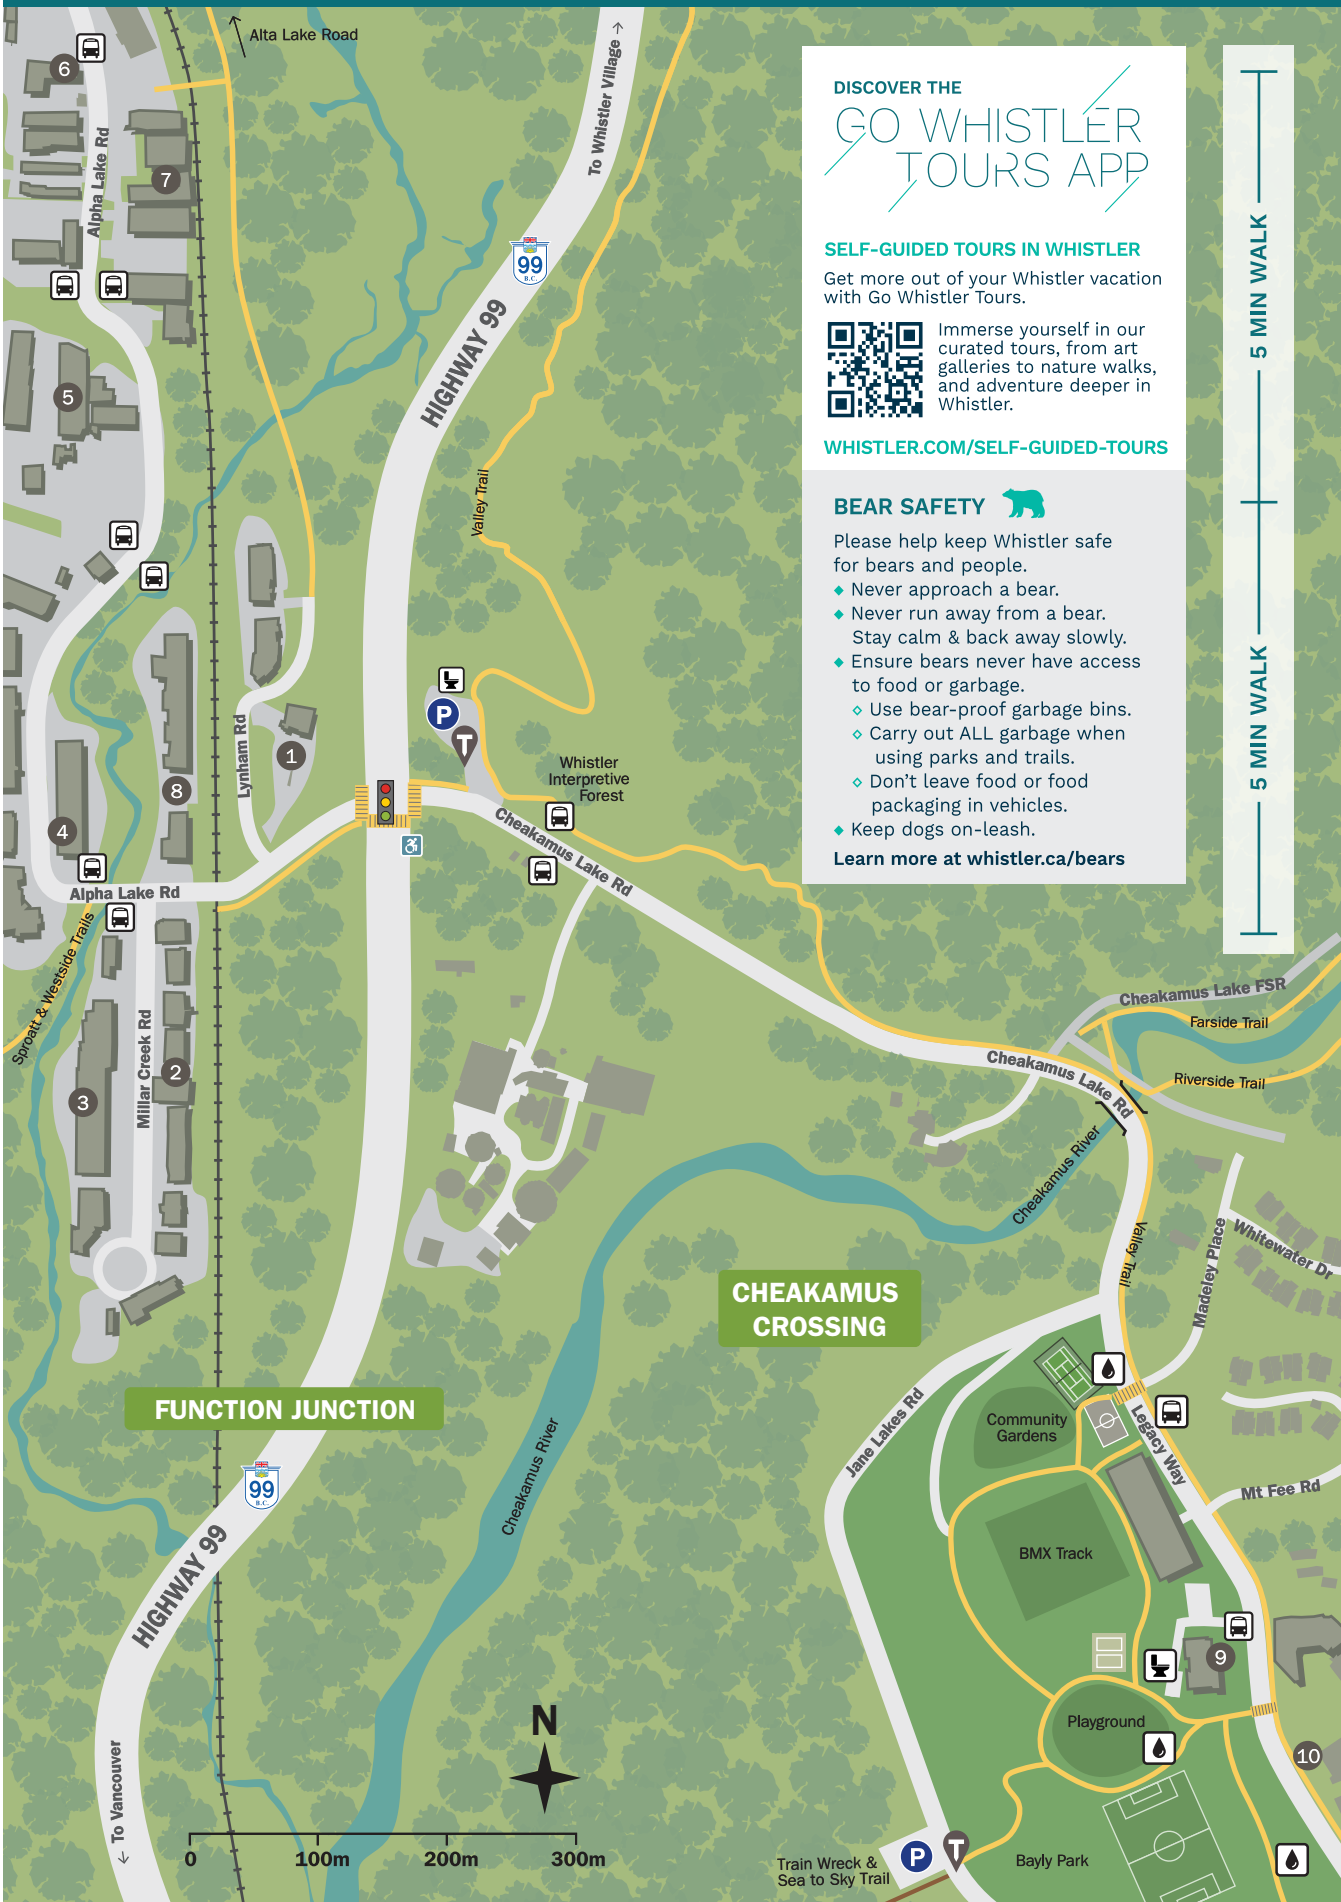 Alta Lake Road
To Whistler Village →
6
Alpha Lake Rd
7
99
B.C.
HIGHWAY 99
5
Valley Trail
DISCOVER THE
GO WHISTLER
TOURS APP
SELF-GUIDED TOURS IN WHISTLER
Get more out of your Whistler vacation
with Go Whistler Tours.
Immerse yourself in our
curated tours, from art
galleries to nature walks,
and adventure deeper in
Whistler.
WHISTLER.COM/SELF-GUIDED-TOURS
BEAR SAFETY
Please help keep Whistler safe
for bears and people.
◆ Never approach a bear.
◆ Never run away from a bear.
Stay calm & back away slowly.
◆ Ensure bears never have access
to food or garbage.
◇ Use bear-proof garbage bins.
◇ Carry out ALL garbage when
using parks and trails.
◇ Don't leave food or food
packaging in vehicles.
◆ Keep dogs on-leash.
Learn more at whistler.ca/bears
5 MIN WALK
5 MIN WALK
P
T
Lynham Rd
1
8
4
Whistler
Interpretive
Forest
Cheakamus Lake Rd
Alpha Lake Rd
Sproatt & Westside Trails
Millar Creek Rd
2
3
Cheakamus Lake FSR
Farside Trail
Riverside Trail
Cheakamus Lake Rd
Cheakamus River
Valley Trail
Madeley Place
Whitewater Dr
CHEAKAMUS
CROSSING
FUNCTION JUNCTION
Jane Lakes Rd
Community
Gardens
Legacy Way
Mt Fee Rd
Cheakamus River
99
B.C.
HIGHWAY 99
BMX Track
9
Playground
10
N
← To Vancouver
0
100m
200m
300m
Train Wreck &
Sea to Sky Trail
P
T
Bayly Park